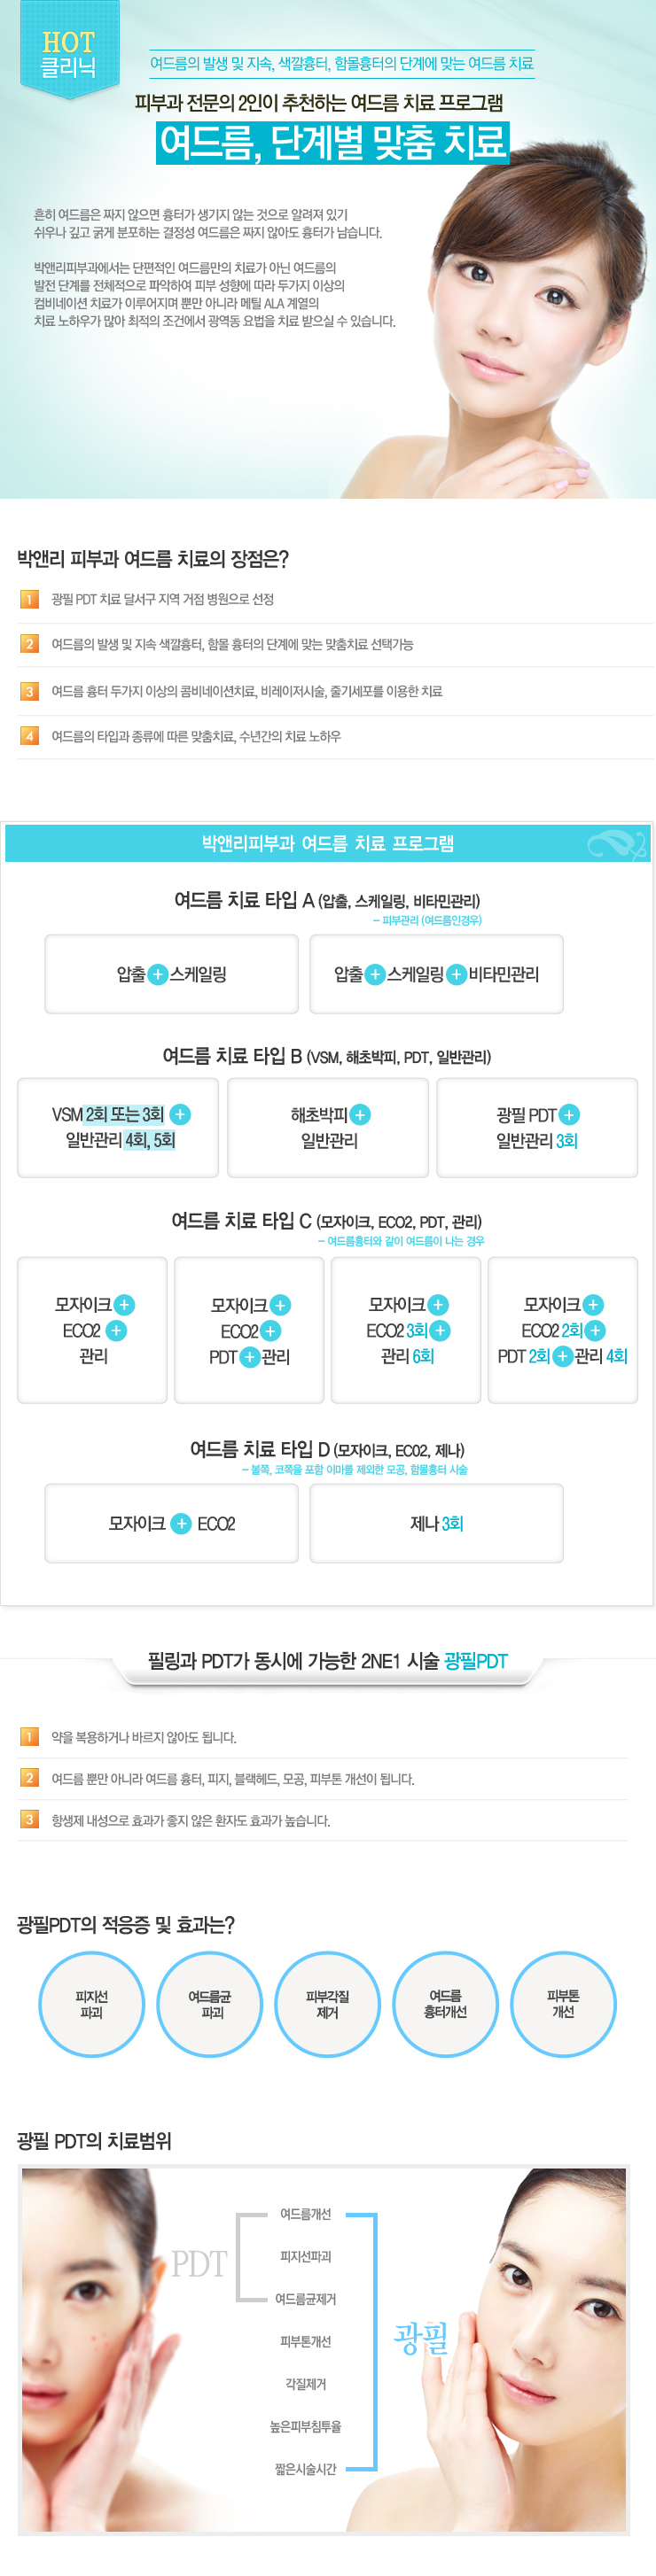 HOT
클리닉
여드름의 발생 및 지속, 색깔흉터, 함몰흉터의 단계에 맞는 여드름 치료
피부과 전문의 2인이 추천하는 여드름 치료 프로그램
여드름, 단계별 맞춤 치료
흔히 여드름은 짜지 않으면 흉터가 생기지 않는 것으로 알려져 있기
쉬우나 깊고 굵게 분포하는 결정성 여드름은 짜지 않아도 흉터가 남습니다.
박앤리피부과에서는 단편적인 여드름만의 치료가 아닌 여드름의
발전 단계를 전체적으로 파악하여 피부 성향에 따라 두가지 이상의
컴비네이션 치료가 이루어지며 뿐만 아니라 메틸 ALA 계열의
치료 노하우가 많아 최적의 조건에서 광역동 요법을 치료 받으실 수 있습니다.
박앤리 피부과 여드름 치료의 장점은?
1 광필 PDT 치료 달서구 지역 거점 병원으로 선정
2 여드름의 발생 및 지속 색깔흉터, 함몰 흉터의 단계에 맞는 맞춤치료 선택가능
3 여드름 흉터 두가지 이상의 콤비네이션치료, 비레이저시술, 줄기세포를 이용한 치료
4 여드름의 타입과 종류에 따른 맞춤치료, 수년간의 치료 노하우
박앤리피부과 여드름 치료 프로그램
여드름 치료 타입 A (압출, 스케일링, 비타민관리)
- 피부관리 (여드름인경우)
압출 + 스케일링
압출 + 스케일링 + 비타민관리
여드름 치료 타입 B (VSM, 해초박피, PDT, 일반관리)
VSM 2회 또는 3회 +
일반관리 4회, 5회
해초박피 +
일반관리
광필 PDT +
일반관리 3회
여드름 치료 타입 C (모자이크, ECO2, PDT, 관리)
- 여드름흉터와 같이 여드름이 나는 경우
모자이크 +
ECO2 +
관리
모자이크 +
ECO2 +
PDT + 관리
모자이크 +
ECO2 3회 +
관리 6회
모자이크 +
ECO2 2회 +
PDT 2회 + 관리 4회
여드름 치료 타입 D (모자이크, ECO2, 제나)
- 볼쪽, 코쪽을 포함 이마를 제외한 모공, 함몰흉터 시술
모자이크 + ECO2
제나 3회
필링과 PDT가 동시에 가능한 2NE1 시술 광필PDT
1 약을 복용하거나 바르지 않아도 됩니다.
2 여드름 뿐만 아니라 여드름 흉터, 피지, 블랙헤드, 모공, 피부톤 개선이 됩니다.
3 항생제 내성으로 효과가 좋지 않은 환자도 효과가 높습니다.
광필PDT의 적응증 및 효과는?
피지선
파괴
여드름균
파괴
피부각질
제거
여드름
흉터개선
피부톤
개선
광필 PDT의 치료범위
PDT
여드름개선
피지선파괴
여드름균제거
피부톤개선
각질제거
높은피부침투율
짧은시술시간
광필